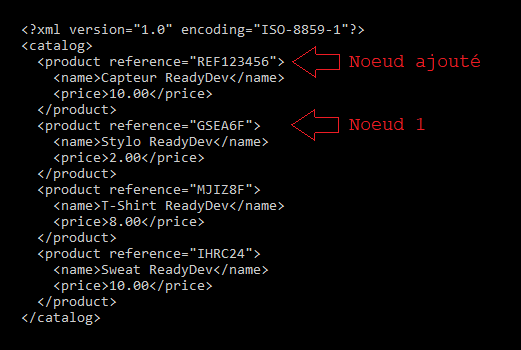 <?xml version="1.0" encoding="ISO-8859-1"?>
<catalog>
<product reference="REF123456"> Noeud ajouté
<name>Capteur ReadyDev</name>
<price>10.00</price>
</product>
<product reference="GSEA6F"> Noeud 1
<name>Stylo ReadyDev</name>
<price>2.00</price>
</product>
<product reference="MJIZ8F">
<name>T-Shirt ReadyDev</name>
<price>8.00</price>
</product>
<product reference="IHRC24">
<name>Sweat ReadyDev</name>
<price>10.00</price>
</product>
</catalog>